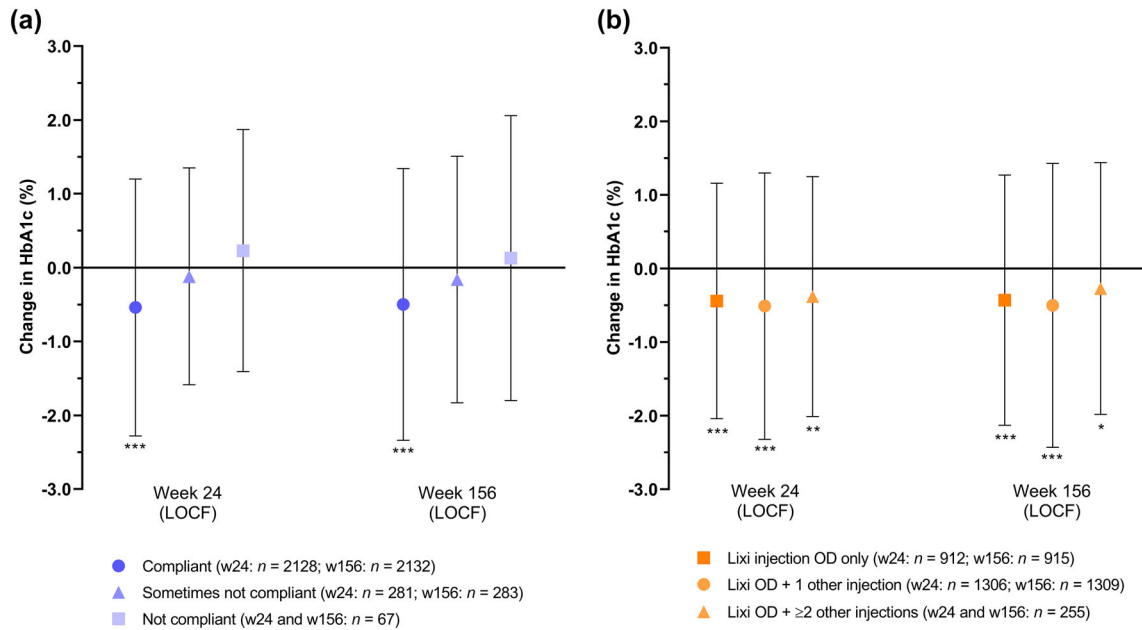 (a)
Change in HbA1c (%)
3.0
2.0
1.0
0.0
-1.0
-2.0
-3.0
***
***
Week 24
(LOCF)
Week 156
(LOCF)
Compliant (w24: n = 2128; w156: n = 2132)
Sometimes not compliant (w24: n = 281; w156: n = 283)
Not compliant (w24 and w156: n = 67)
(b)
Change in HbA1c (%)
3.0
2.0
1.0
0.0
-1.0
-2.0
-3.0
***
***
**
***
***
*
Week 24
(LOCF)
Week 156
(LOCF)
Lixi injection OD only (w24: n = 912; w156: n = 915)
Lixi OD + 1 other injection (w24: n = 1306; w156: n = 1309)
Lixi OD + ≥2 other injections (w24 and w156: n = 255)